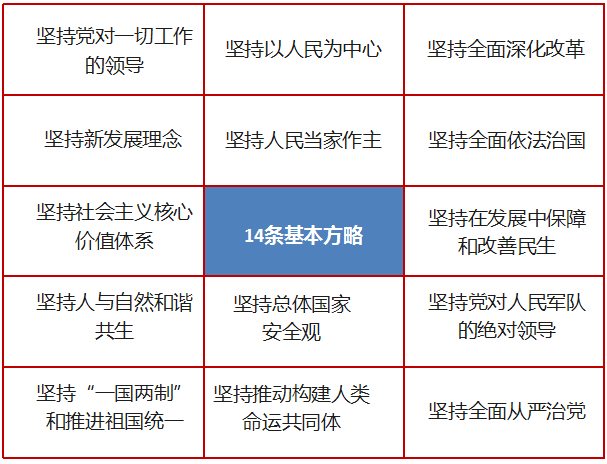 坚持党对一切工作
的领导
坚持以人民为中心
坚持全面深化改革
坚持新发展理念
坚持人民当家作主
坚持全面依法治国
坚持社会主义核心
价值体系
14条基本方略
坚持在发展中保障
和改善民生
坚持人与自然和谐
共生
坚持总体国家
安全观
坚持党对人民军队
的绝对领导
坚持“一国两制”
和推进祖国统一
坚持推动构建人类
命运共同体
坚持全面从严治党